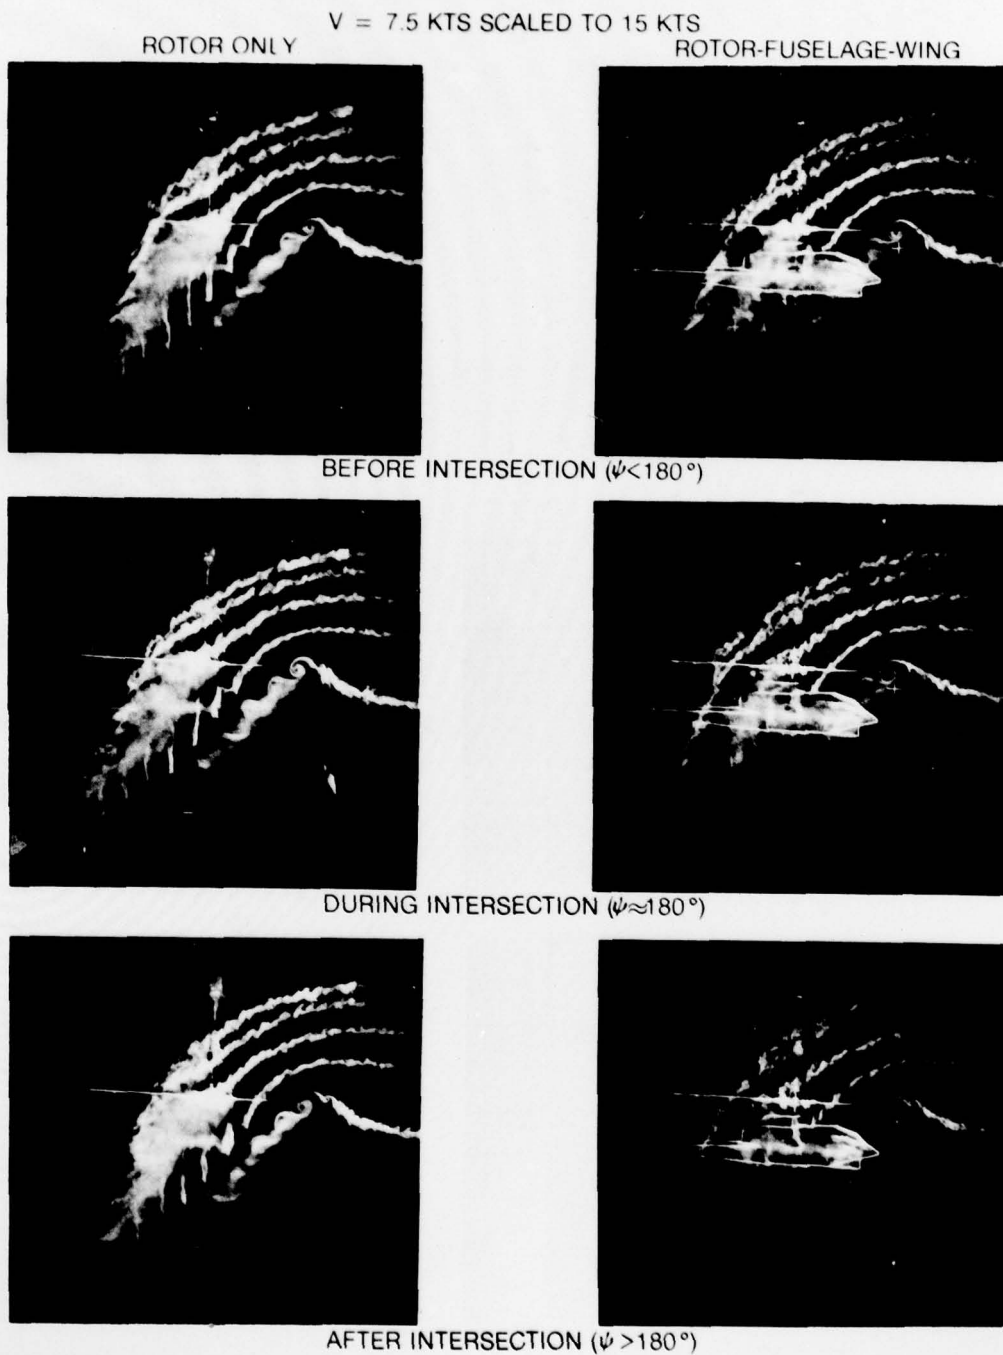 V = 7.5 KTS SCALED TO 15 KTS
ROTOR ONLY
ROTOR-FUSELAGE-WING
BEFORE INTERSECTION (ψ<180°)
DURING INTERSECTION (ψ≈180°)
AFTER INTERSECTION (ψ>180°)